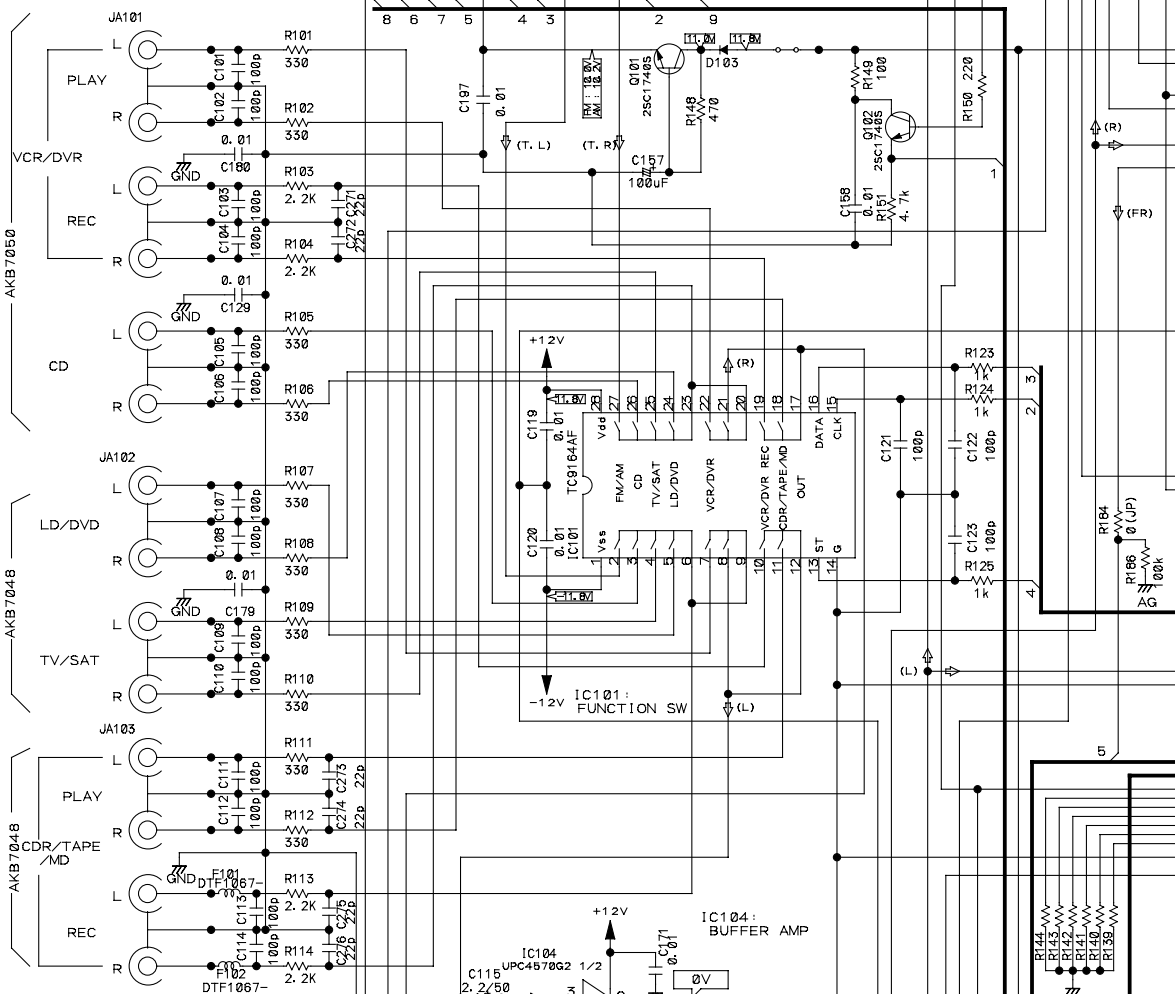 JA101
L
PLAY
R
VCR/DVR
L
REC
R
AKB7050
L
CD
R
R101
330
C101
100p
C102
100p
R102
330
0.01
C180
GND
R103
2.2K
C103
100p
C104
100p
C271
22p
C272
22p
R104
2.2K
0.01
C129
GND
R105
330
C105
100p
C106
100p
R106
330
8 6 7 5 4 3 2 9
C197
0.01
FM : 10.0V
AM : 10.2V
Q101
2SC1740S
11.0V
11.8V
D103
R148
470
(T.L)
(T.R)
C157
+
100uF
R149
100
Q102
2SC1740S
R150 220
C158
0.01
R151
4.7k
1
(R)
(FR)
JA102
L
LD/DVD
R
AKB7048
L
TV/SAT
R
R107
330
C107
100p
C108
100p
R108
330
0.01
GND
C179
R109
330
C109
100p
C110
100p
R110
330
+12V
11.8V
C119
0.01
C120
0.01
-11.8V
-12V
TC9164AF
IC101
28 27 26 25 24 23 22 21 20 19 18 17 16 15
Vdd
FM/AM
CD
TV/SAT
LD/DVD
VCR/DVR
VCR/DVR REC
CDR/TAPE/MD
OUT
DATA
CLK
Vss
ST
G
1 2 3 4 5 6 7 8 9 10 11 12 13 14
(R)
(L)
IC101:
FUNCTION SW
C121
100p
C122
100p
C123
100p
R123
1k
R124
1k
R125
1k
3
2
4
(L)
R184
0(JP)
R186
100k
AG
5
JA103
L
PLAY
R
CDR/TAPE
/MD
L
REC
R
AKB7048
R111
330
C111
100p
C112
100p
C273
22p
C274
22p
R112
330
GND
F101
DTF1067-
R113
2.2K
C113
100p
C114
100p
C275
22p
C276
22p
R114
2.2K
F102
DTF1067-
+12V
IC104:
BUFFER AMP
IC104
UPC4570G2 1/2
C115
2.2/50
3
C171
0.01
0V
R144
R143
R142
R141
R140
R139